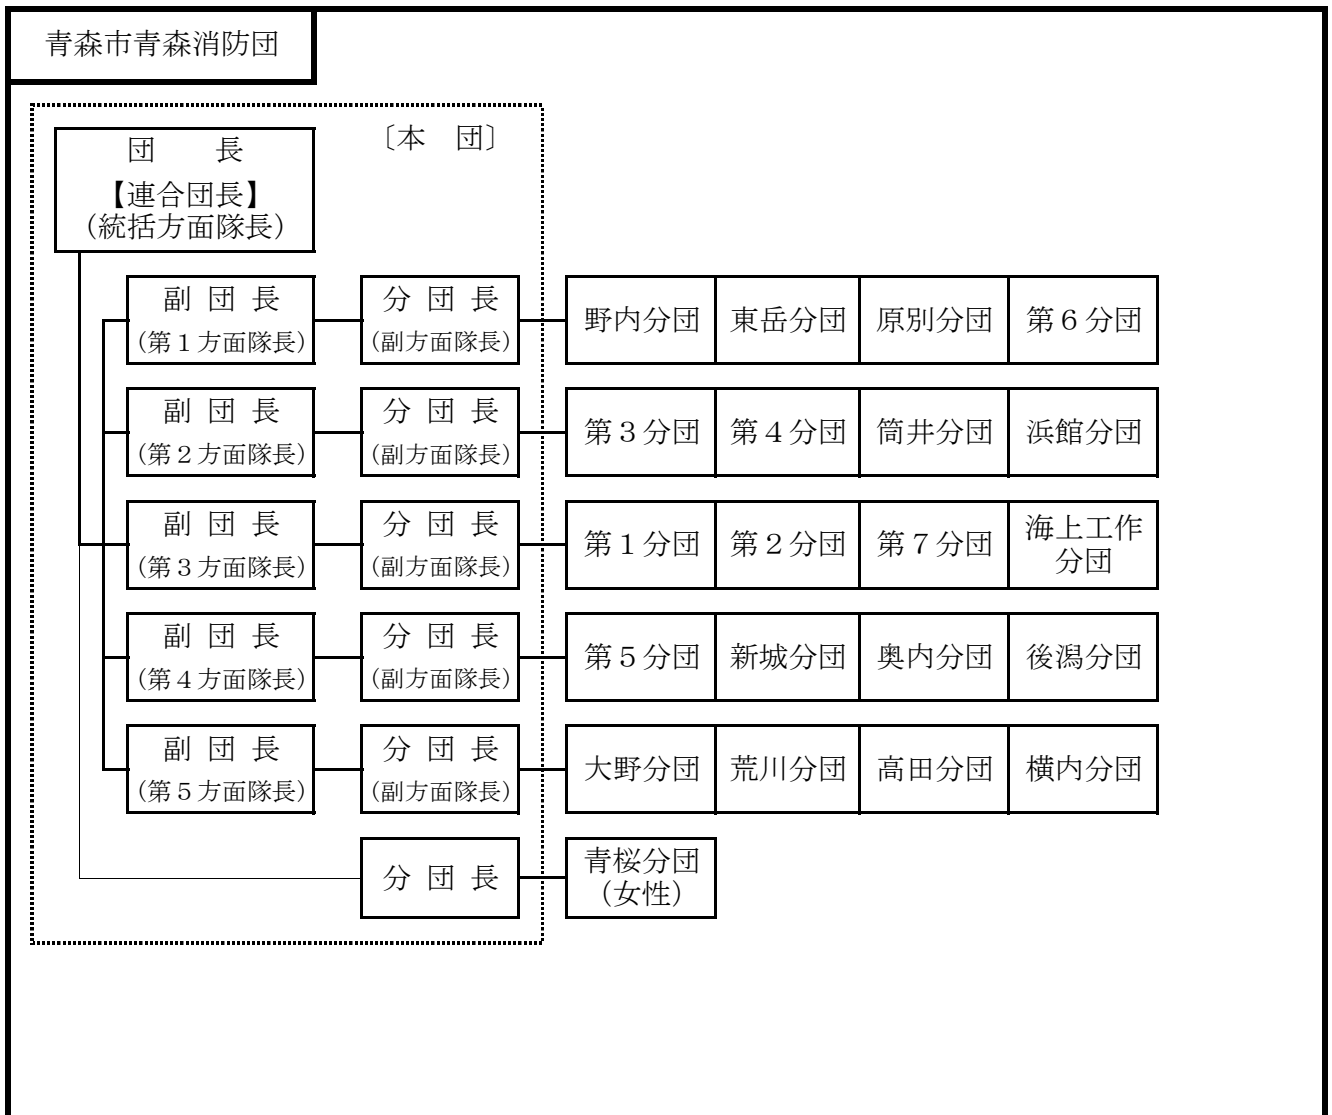 青森市青森消防団
〔本　団〕
団　　長
【連合団長】
（統括方面隊長）
副 団 長
（第１方面隊長）
分 団 長
（副方面隊長）
野内分団
東岳分団
原別分団
第６分団
副 団 長
（第２方面隊長）
分 団 長
（副方面隊長）
第３分団
第４分団
筒井分団
浜館分団
副 団 長
（第３方面隊長）
分 団 長
（副方面隊長）
第１分団
第２分団
第７分団
海上工作
分団
副 団 長
（第４方面隊長）
分 団 長
（副方面隊長）
第５分団
新城分団
奥内分団
後潟分団
副 団 長
（第５方面隊長）
分 団 長
（副方面隊長）
大野分団
荒川分団
高田分団
横内分団
分 団 長
青桜分団
（女性）